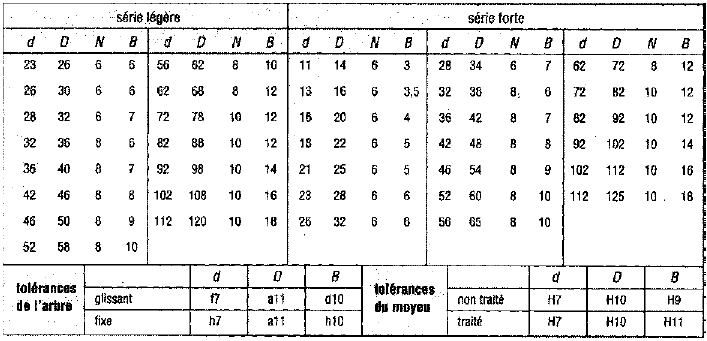 série légère série forte
d D N B d D N B d D N B d D N B d D N B
23 26 6 6 56 62 8 10 11 14 6 3 28 34 6 7 62 72 8 12
26 30 6 6 62 68 8 12 13 16 6 3,5 32 38 8 6 72 82 10 12
28 32 6 7 72 78 10 12 16 20 6 4 36 42 8 7 82 92 10 12
32 36 8 6 82 88 10 12 18 22 6 5 42 48 8 8 92 102 10 14
36 40 8 7 92 98 10 14 21 25 6 5 46 54 8 9 102 112 10 16
42 46 8 8 102 108 10 16 23 28 6 6 52 60 8 10 112 125 10 18
46 50 8 9 112 120 10 18 26 32 6 6 56 65 8 10
52 58 8 10
tolérances de l'arbre d D B tolérances du moyeu d D B
glissant f7 a11 d10 non traité H7 H10 H9
fixe h7 a11 h10 traité H7 H10 H11